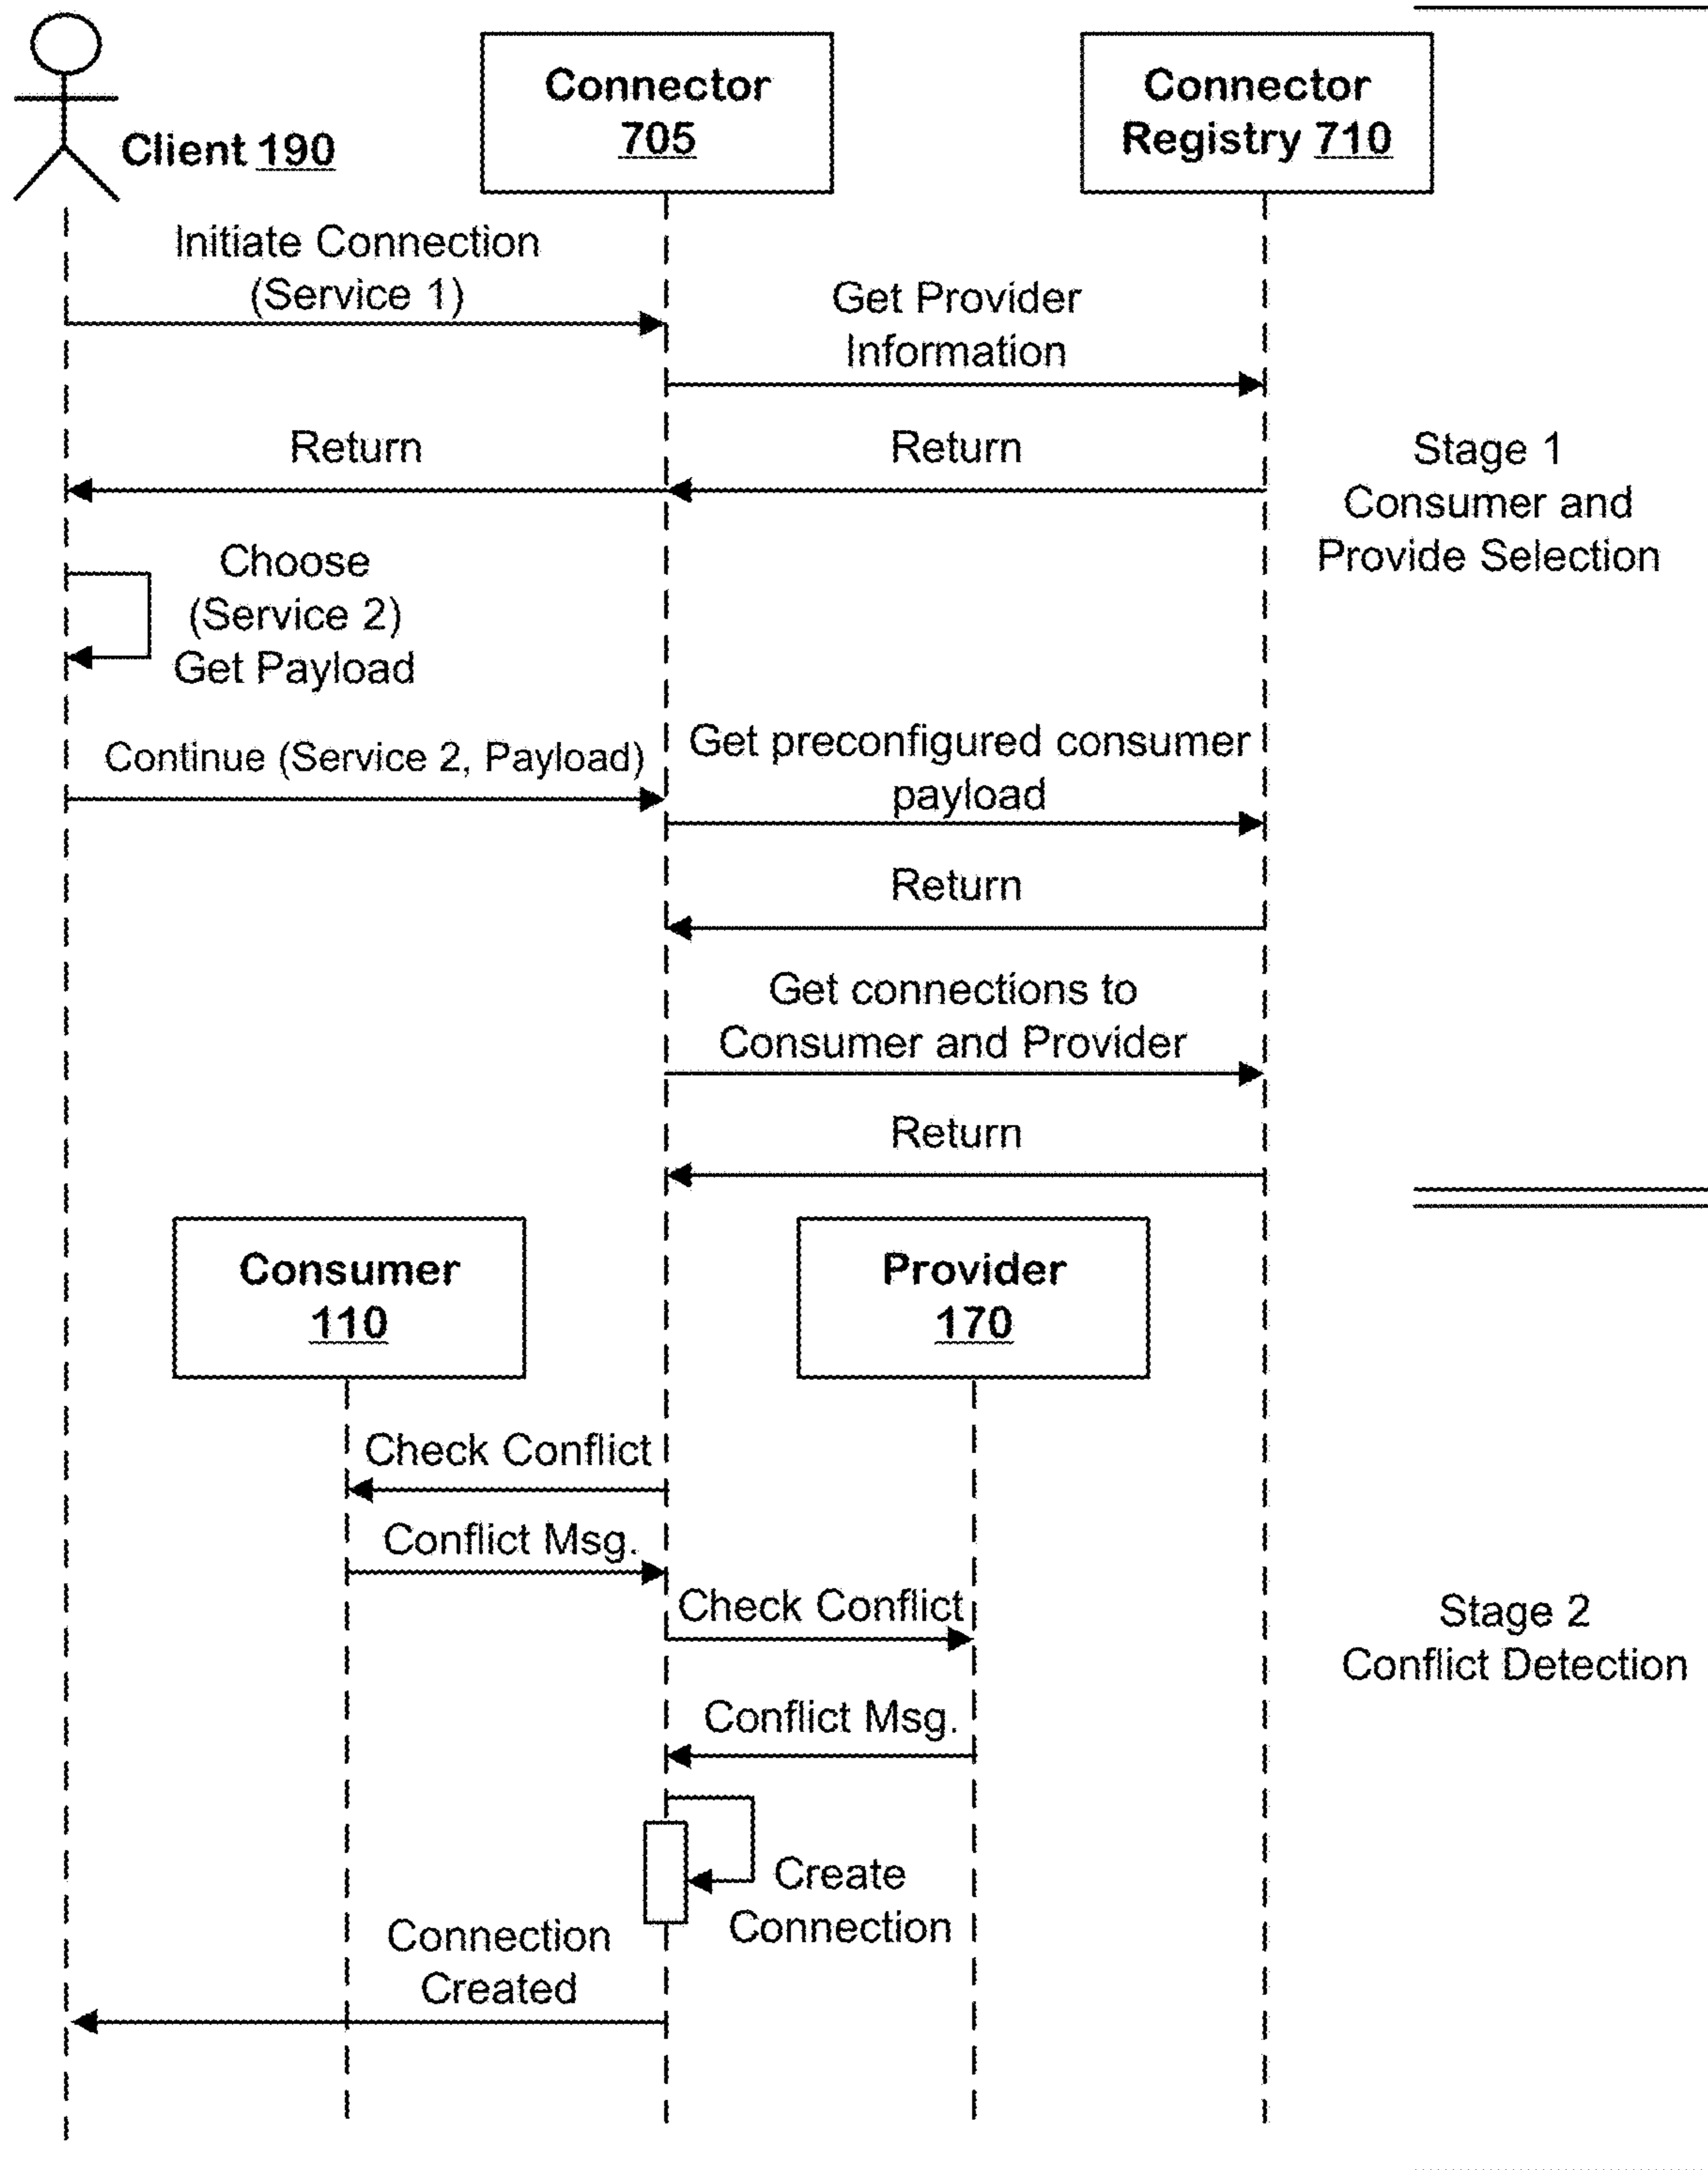 Client 190
Connector
705
Connector
Registry 710
Initiate Connection
(Service 1)
Get Provider
Information
Return
Return
Stage 1
Consumer and
Provide Selection
Choose
(Service 2)
Get Payload
Continue (Service 2, Payload)
Get preconfigured consumer
payload
Return
Get connections to
Consumer and Provider
Return
Consumer
110
Provider
170
Check Conflict
Conflict Msg.
Check Conflict
Stage 2
Conflict Detection
Conflict Msg.
Create
Connection
Connection
Created